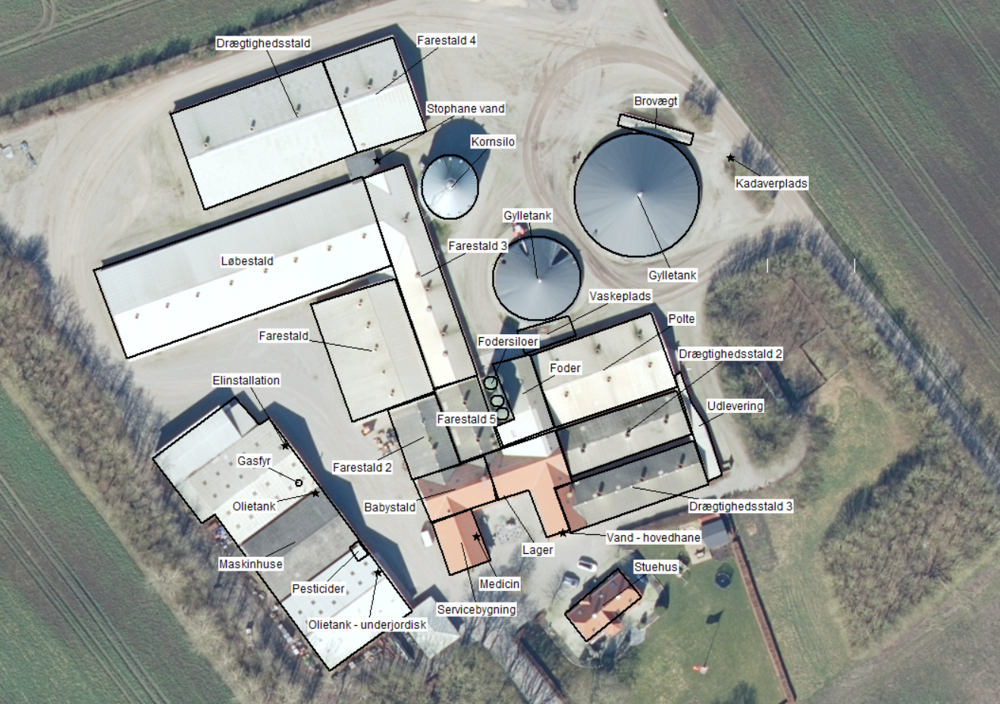 Drægtighedsstald
Farestald 4
Stophane vand
Brovægt
Kornsilo
Kadaverplads
Gylletank
Farestald 3
Løbestald
Gylletank
Vaskeplads
Polte
Farestald
Fodersiloer
Drægtighedsstald 2
Foder
Elinstallation
Udlevering
Farestald 5
Gasfyr
Farestald 2
Olietank
Babystald
Drægtighedsstald 3
Vand - hovedhane
Lager
Maskinhuse
Stuehus
Medicin
Pesticider
Servicebygning
Olietank - underjordisk